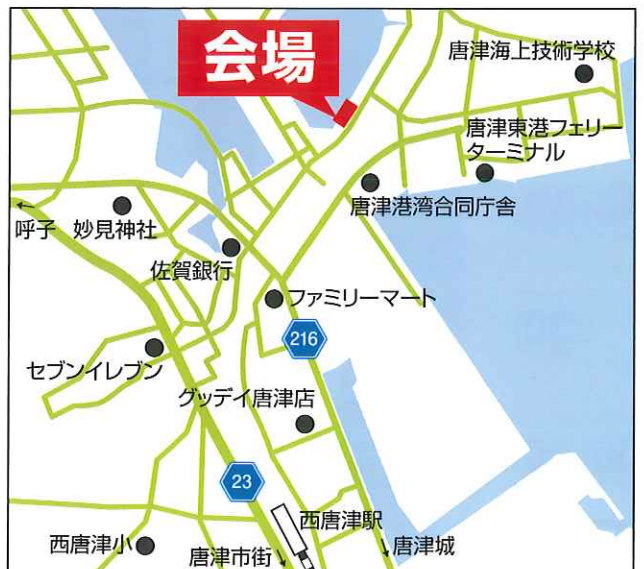 会場
唐津海上技術学校
唐津東港フェリー
ターミナル
唐津港湾合同庁舎
呼子
妙見神社
佐賀銀行
ファミリーマート
216
セブンイレブン
グッデイ唐津店
23
西唐津駅
西唐津小
唐津市街
唐津城